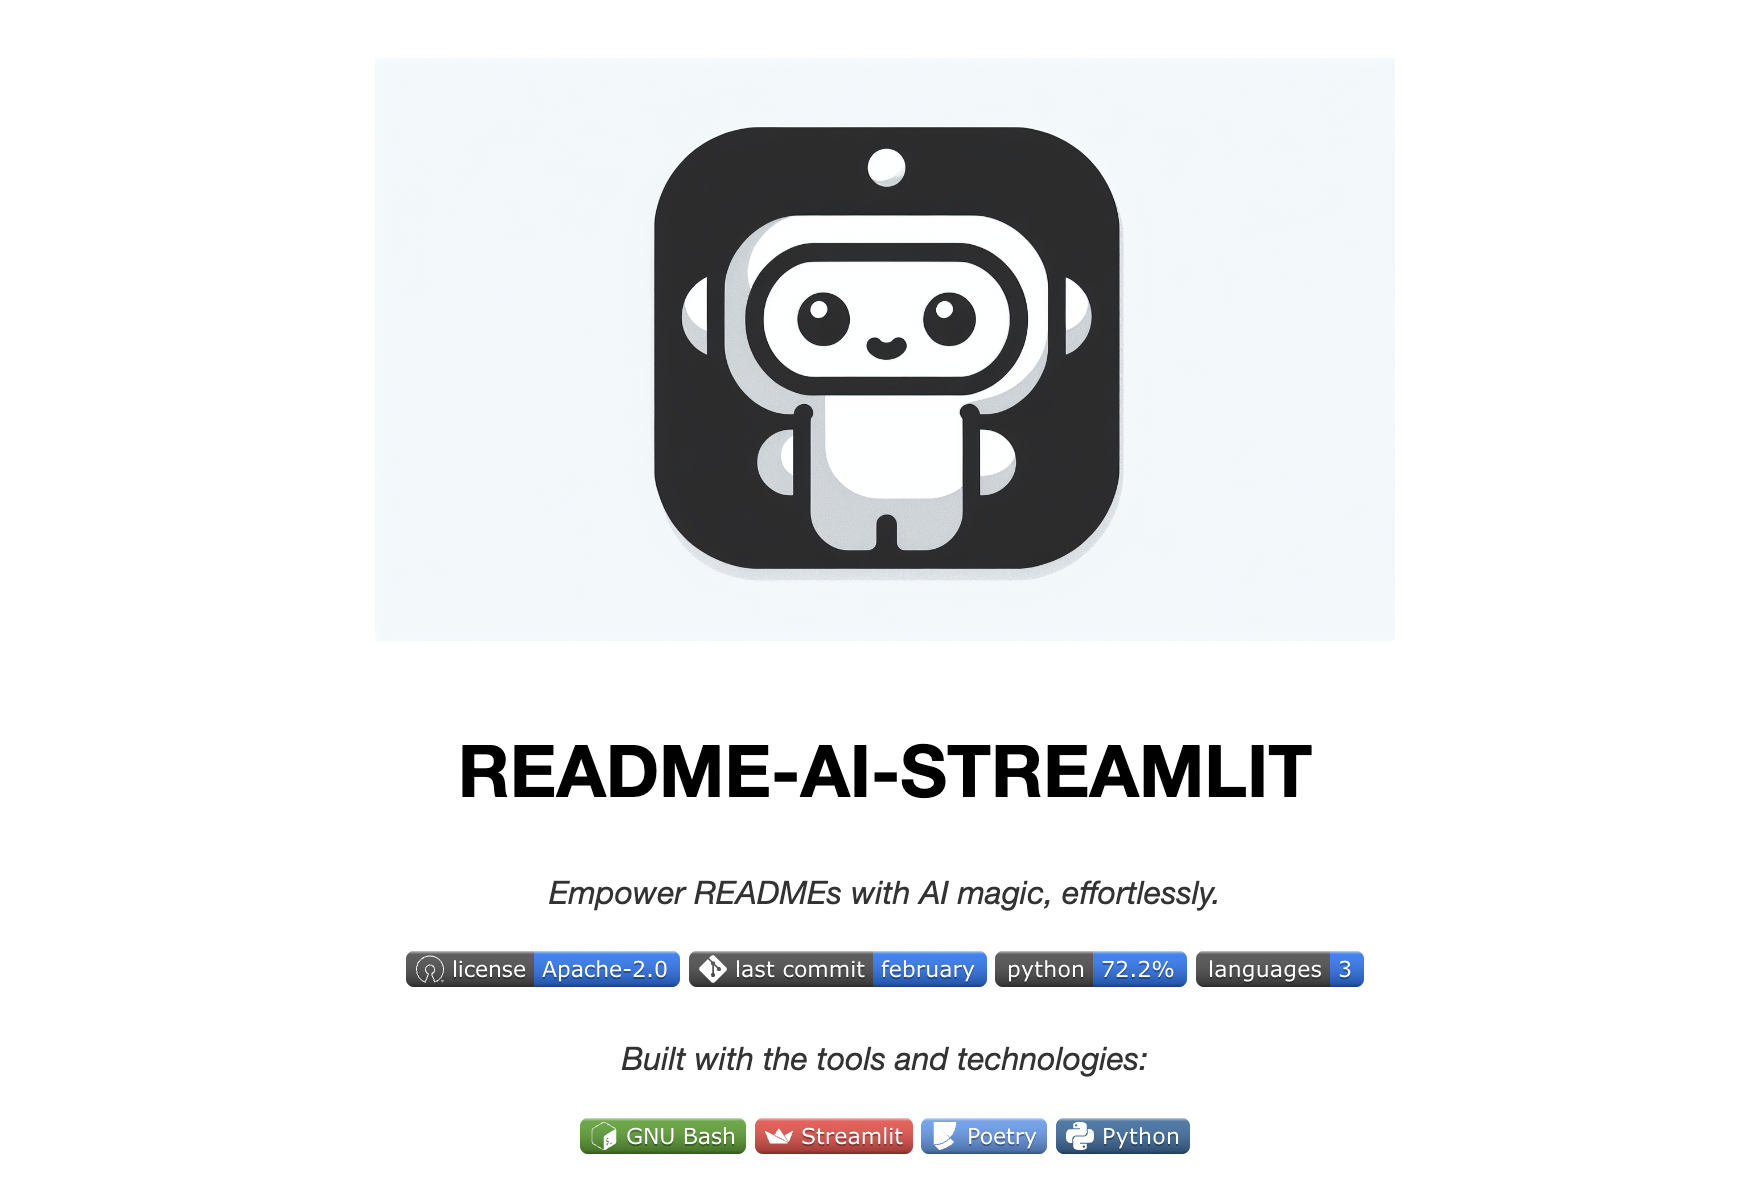 README-AI-STREAMLIT
Empower READMEs with AI magic, effortlessly.
license Apache-2.0 last commit february python 72.2% languages 3
Built with the tools and technologies:
GNU Bash Streamlit Poetry Python